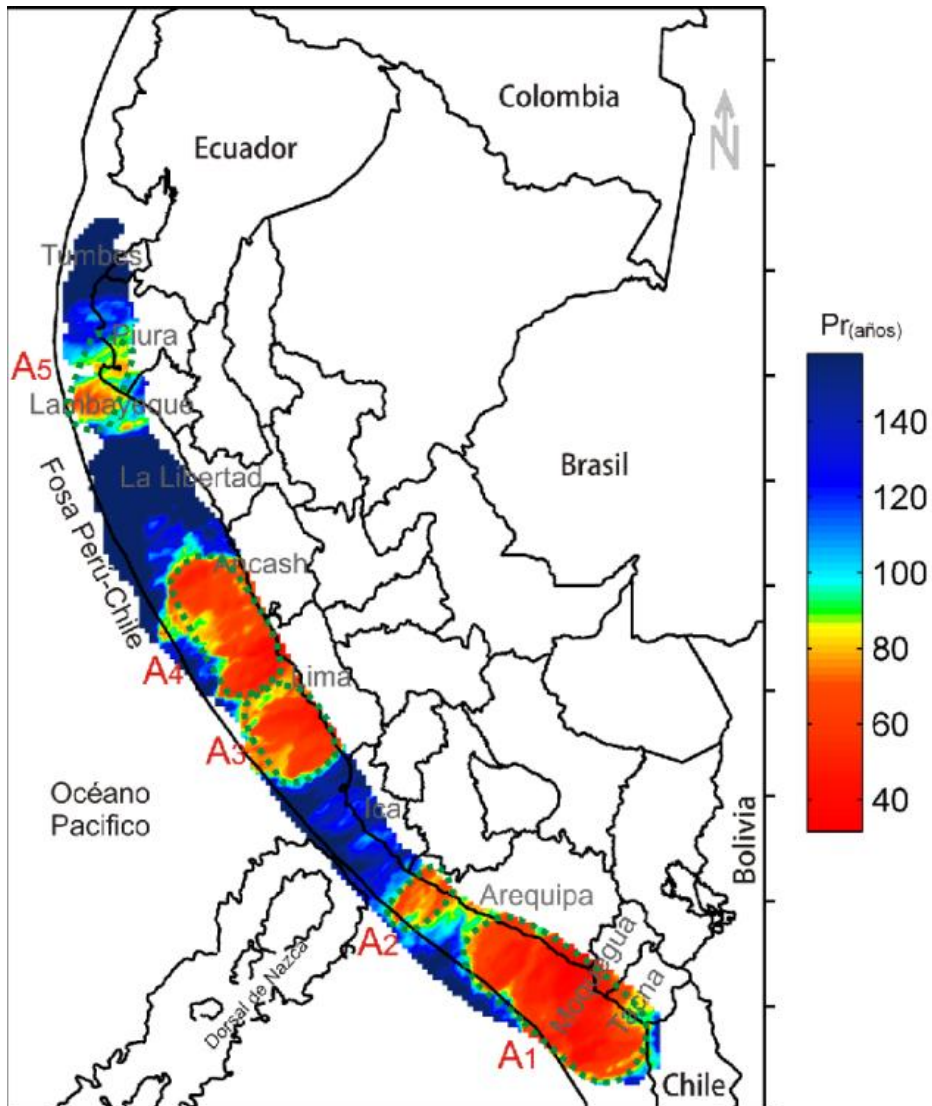 Colombia
Ecuador
N
Tumbes
Piura
A5
Lambayeque
La Libertad
Fosa Perú-Chile
Brasil
Ancash
A4
Lima
A3
Océano
Pacifico
Ica
Arequipa
A2
Dorsal de Nazca
Moquegua
Tacna
Bolivia
A1
Chile
Pr(años)
140
120
100
80
60
40